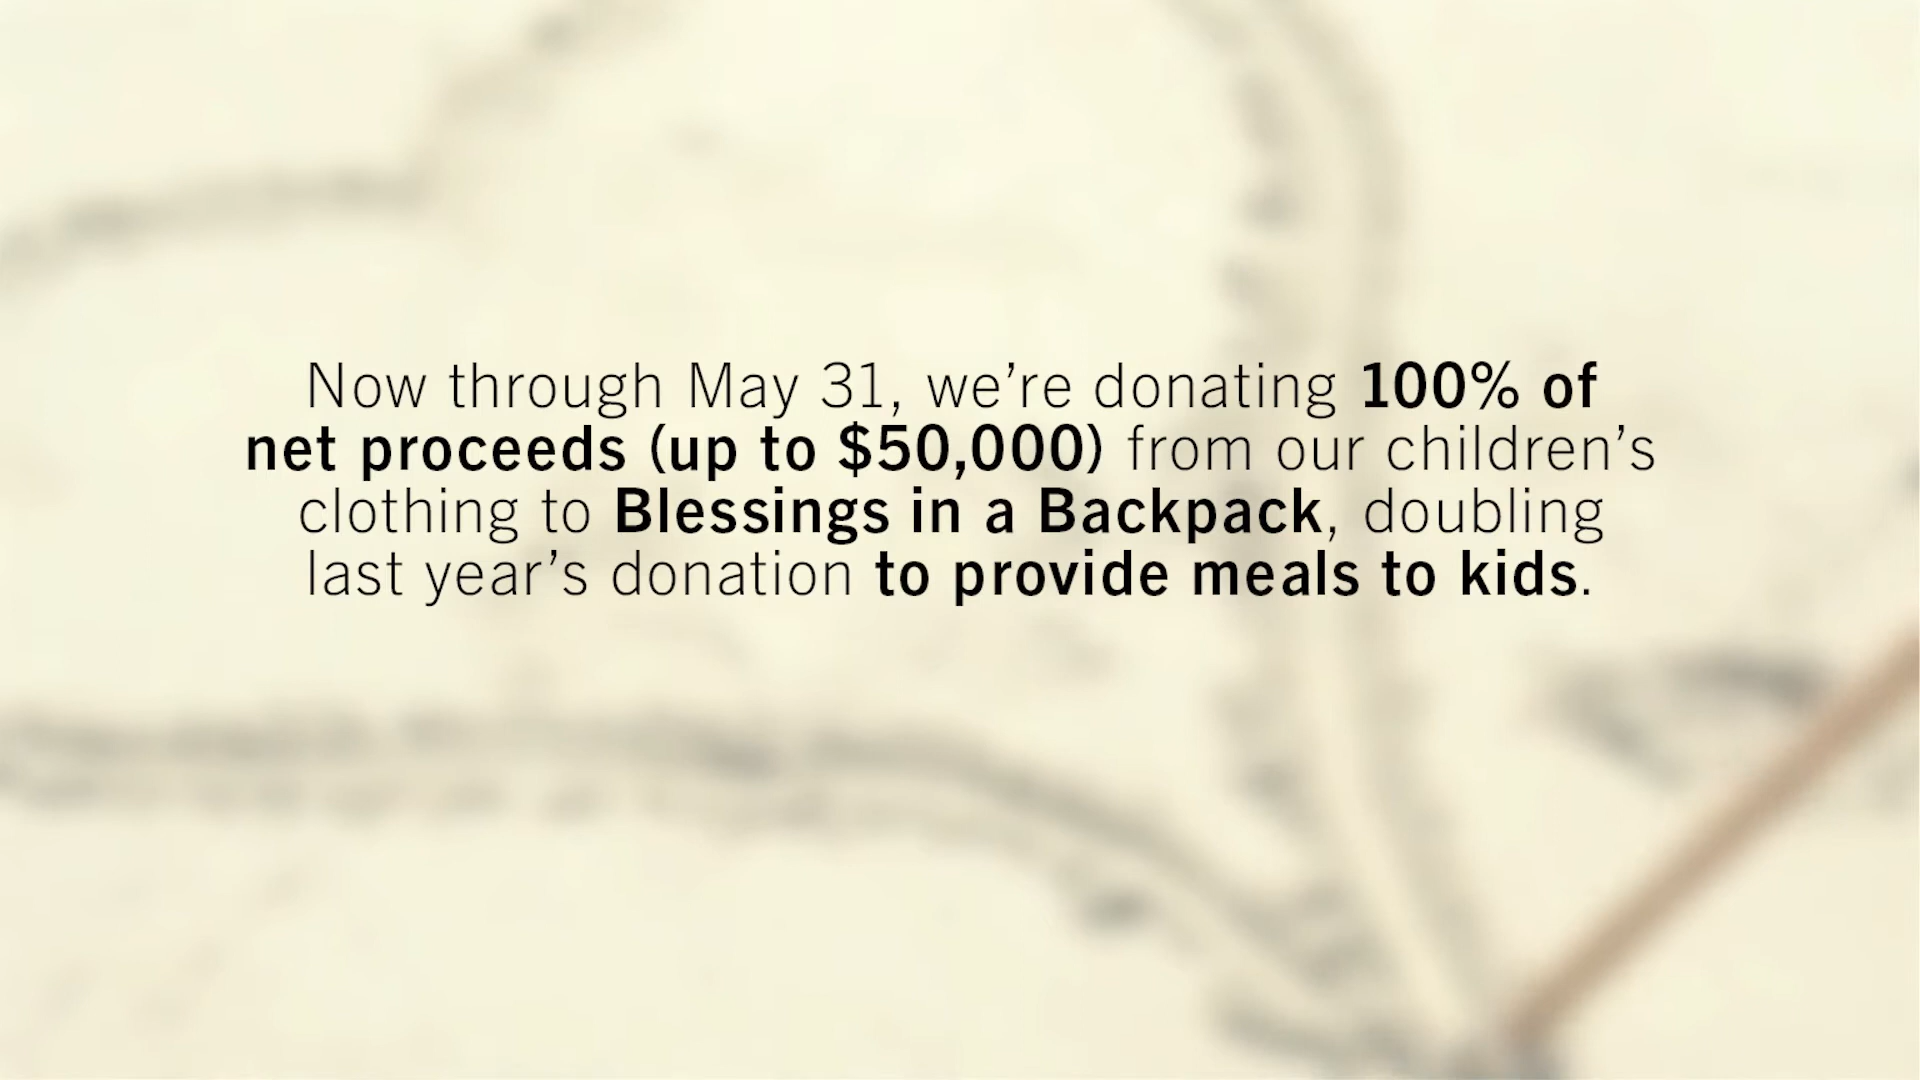 Now through May 31, we’re donating 100% of
net proceeds (up to $50,000) from our children’s
clothing to Blessings in a Backpack, doubling
last year’s donation to provide meals to kids.